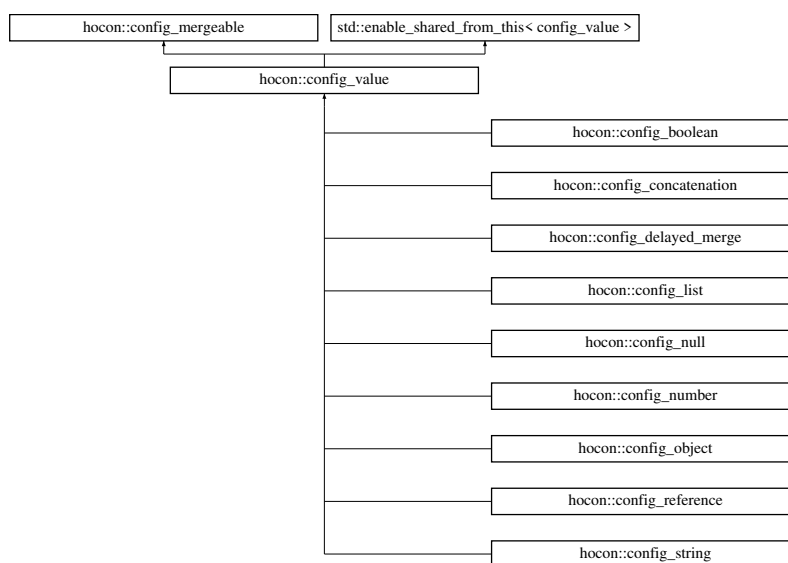 hocon::config_mergeable
std::enable_shared_from_this< config_value >
hocon::config_value
hocon::config_boolean
hocon::config_concatenation
hocon::config_delayed_merge
hocon::config_list
hocon::config_null
hocon::config_number
hocon::config_object
hocon::config_reference
hocon::config_string